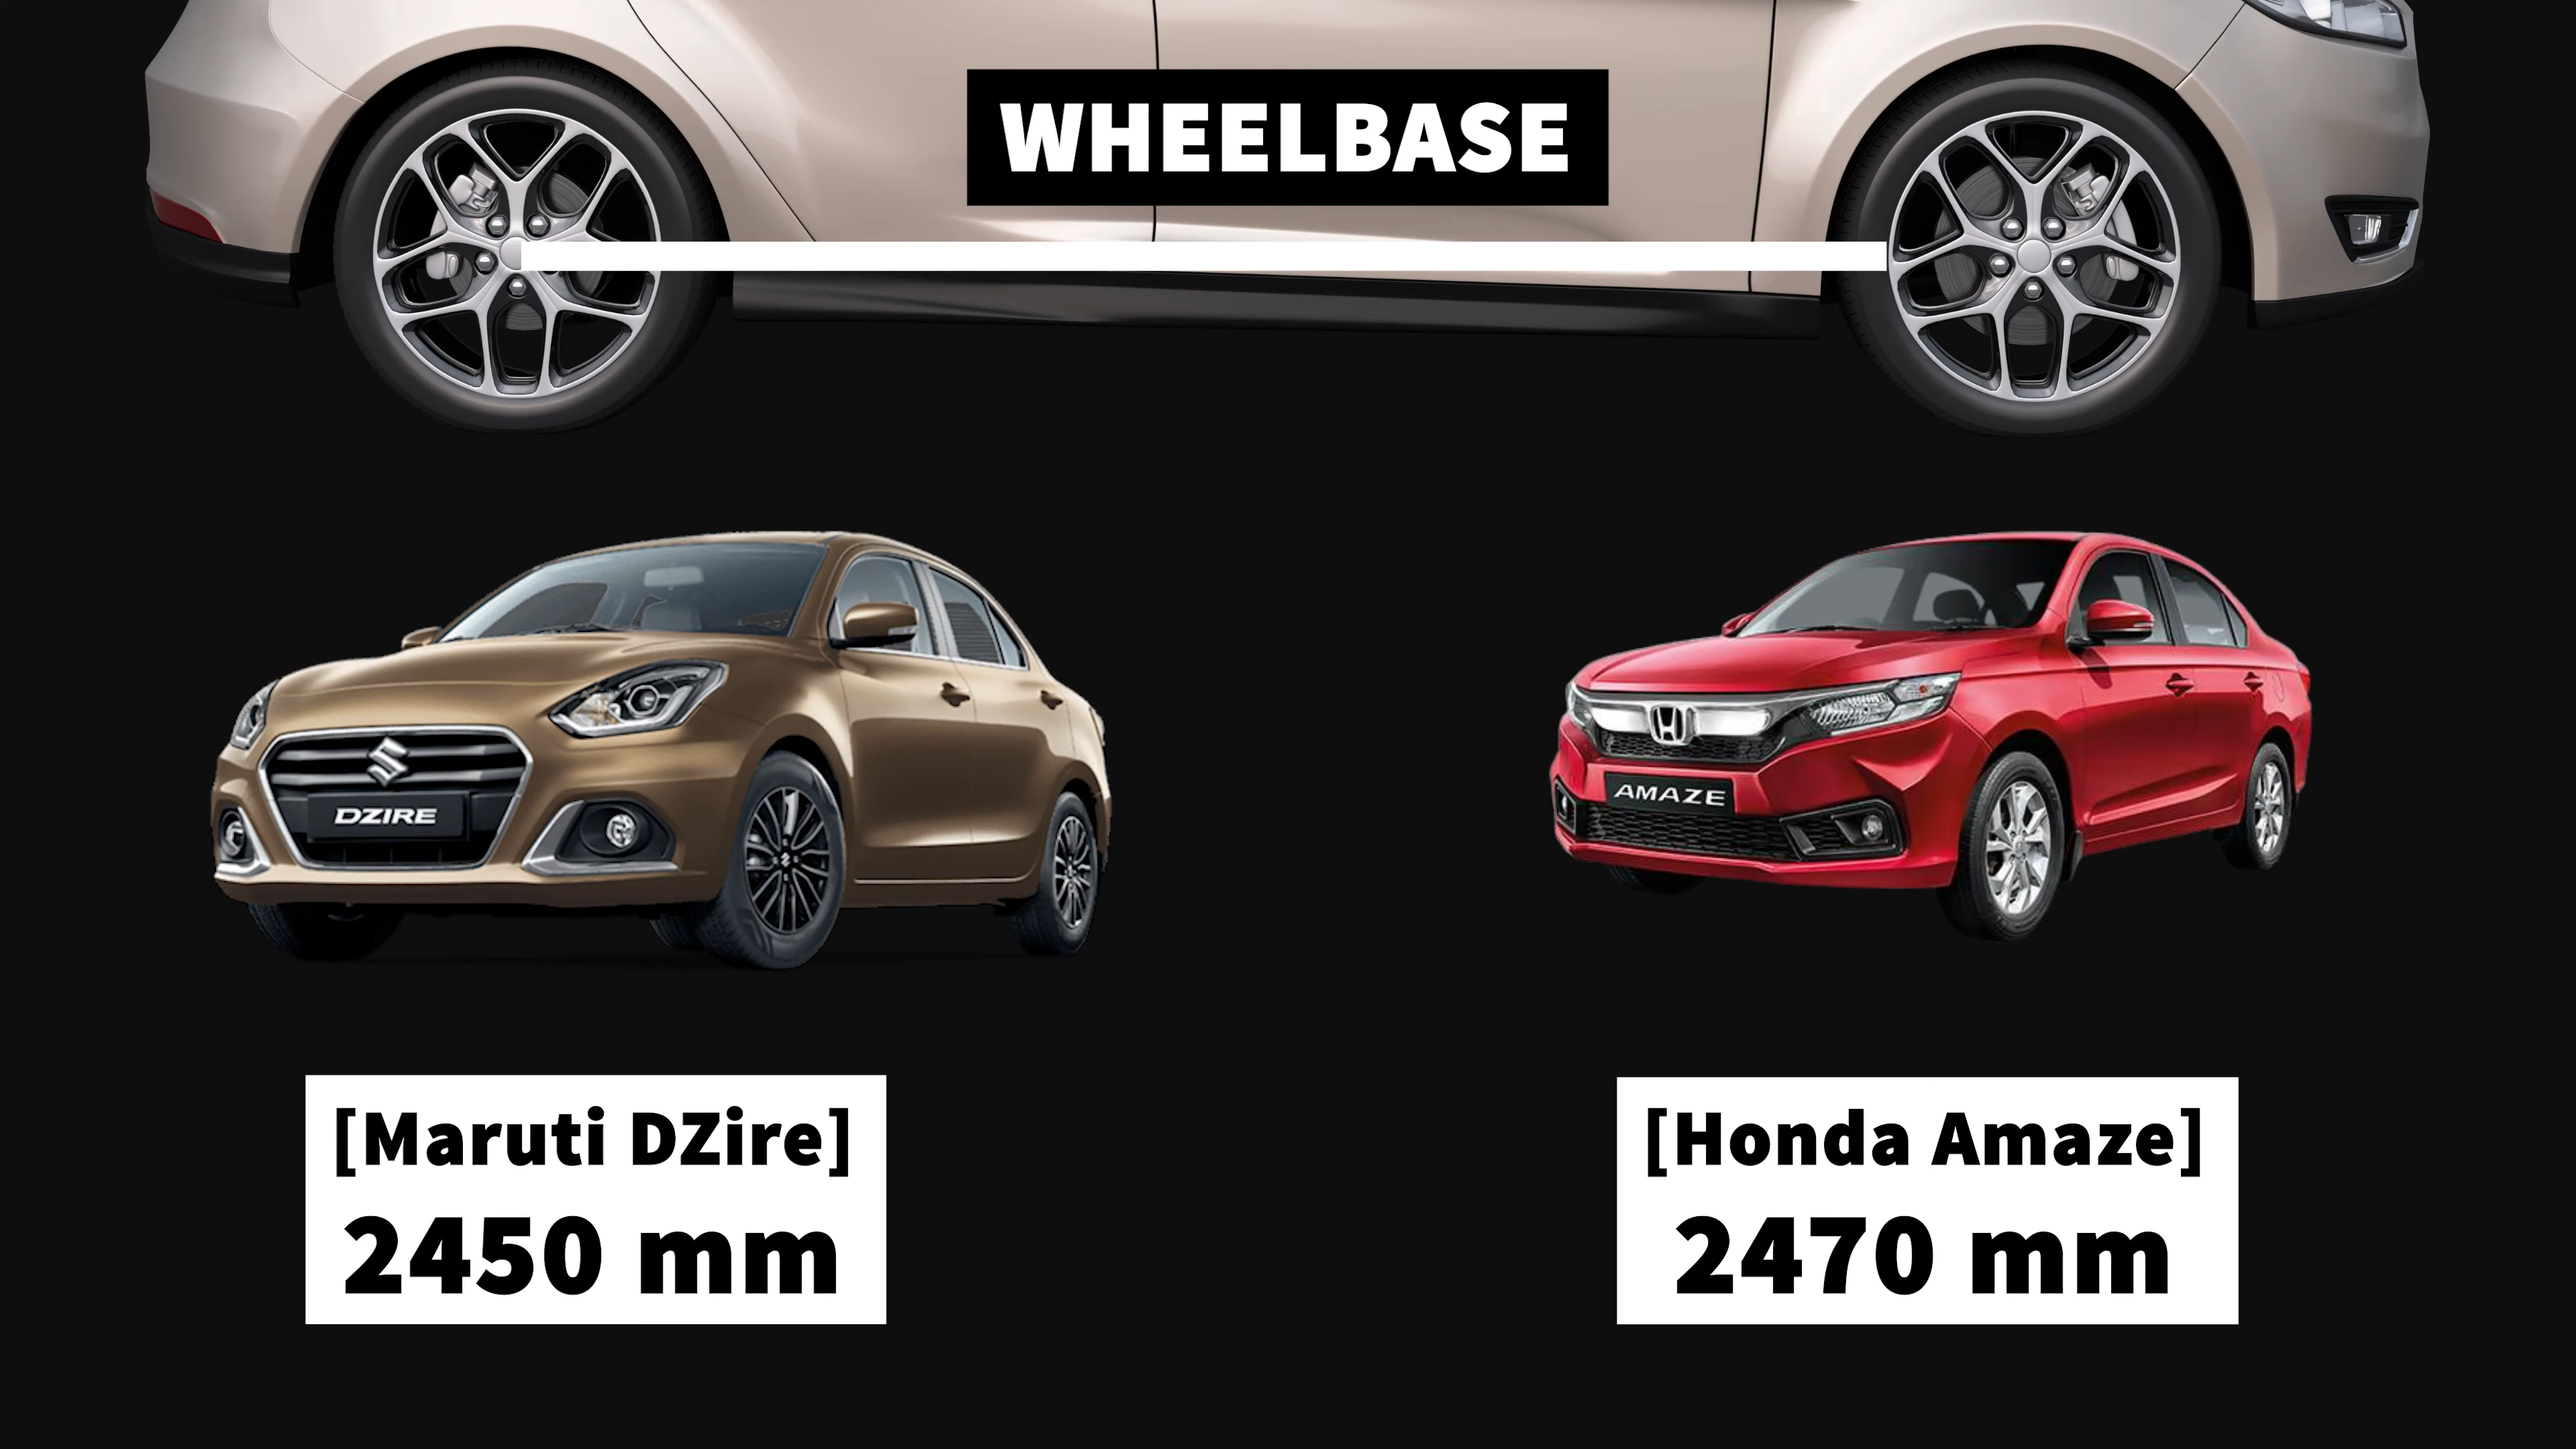 WHEELBASE
DZIRE
AMAZE
[Maruti DZire]
2450 mm
[Honda Amaze]
2470 mm